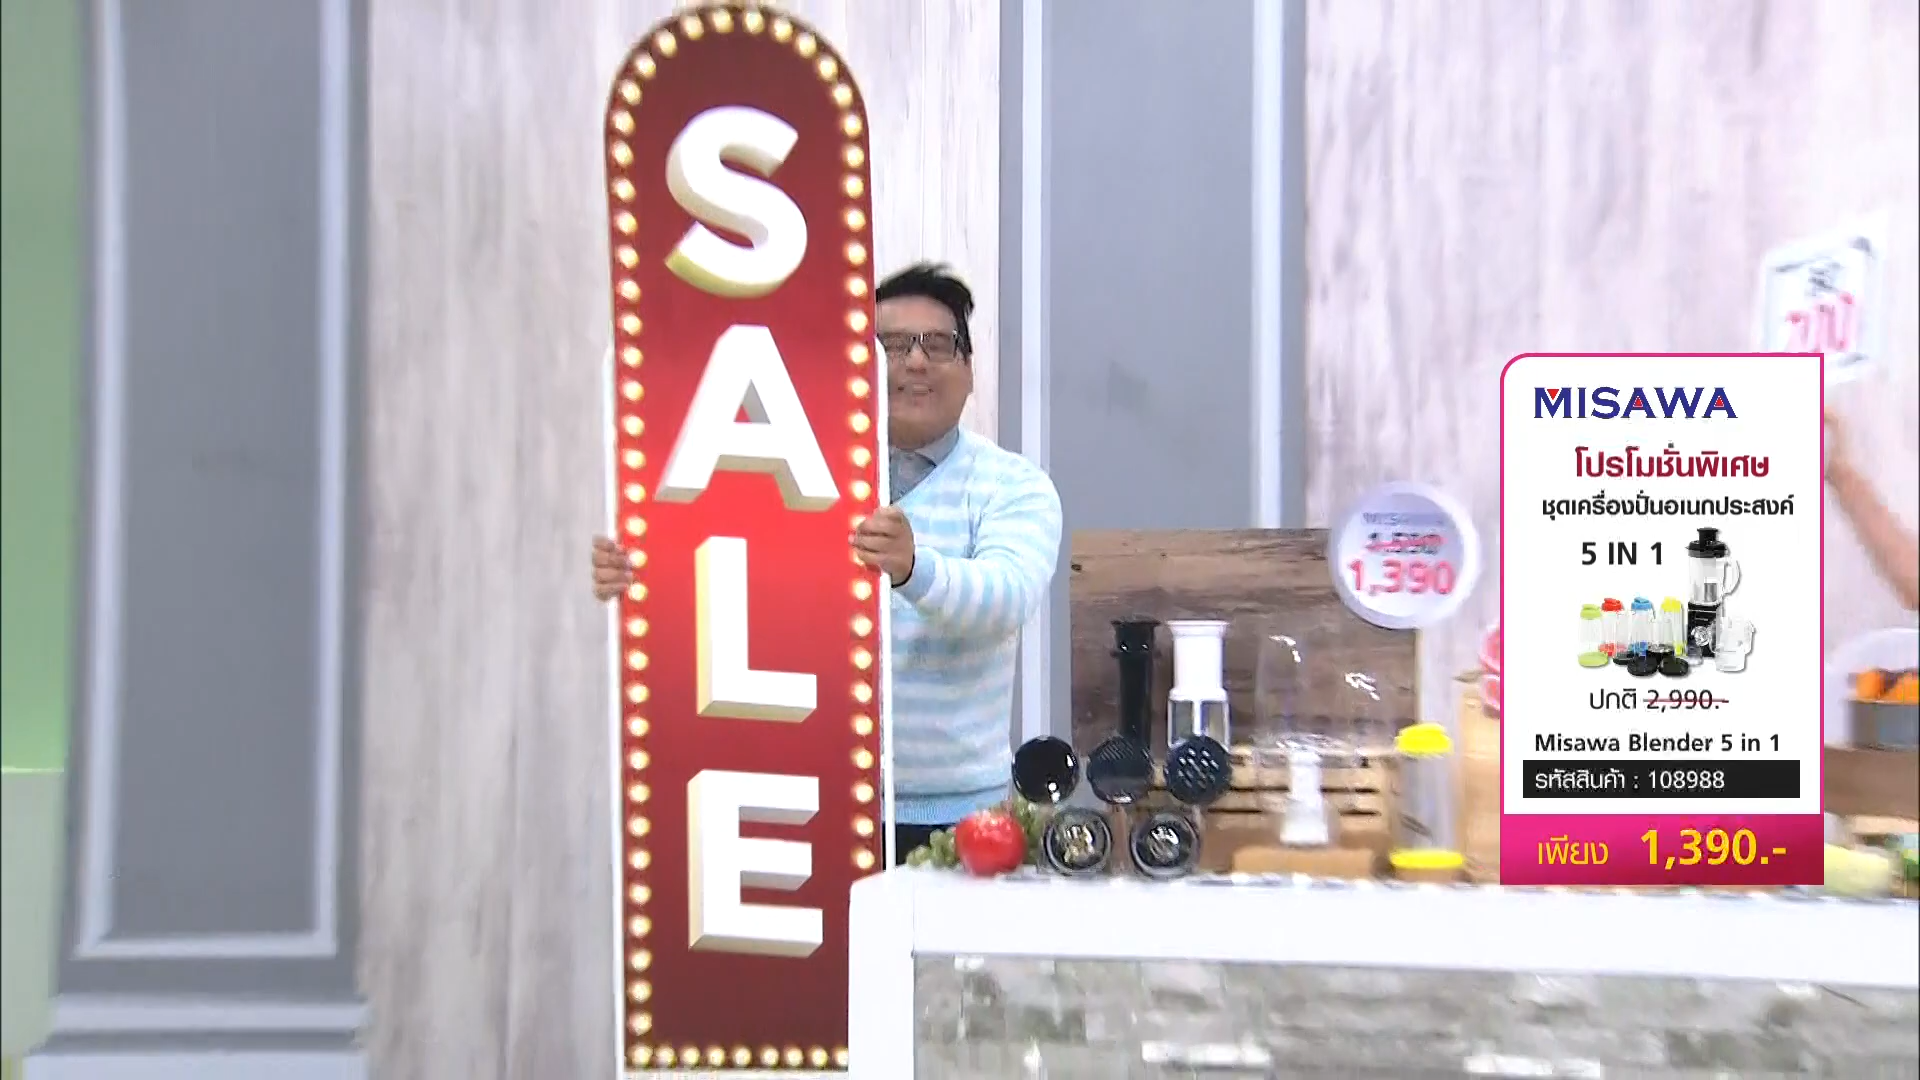 SALE
1,390
MISAWA
โปรโมชั่นพิเศษ
ชุดเครื่องปั่นอเนกประสงค์
5 IN 1
ปกติ 2,990.-
Misawa Blender 5 in 1
รหัสสินค้า : 108988
เพียง 1,390.-